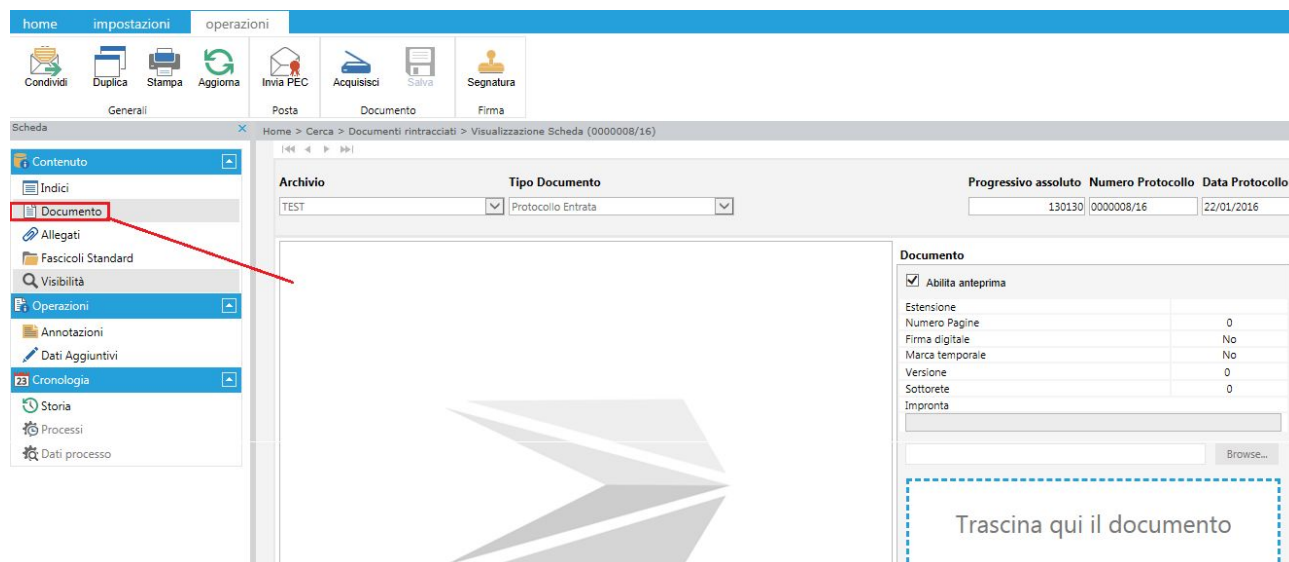 home impostazioni operazioni
Condividi Duplica Stampa Aggiorna Invia PEC Acquisisci Salva Segnatura
Generali Posta Documento Firma
Scheda
Home > Cerca > Documenti rintracciati > Visualizzazione Scheda (0000008/16)
Contenuto
Indici
Documento
Allegati
Fascicoli Standard
Visibilità
Operazioni
Annotazioni
Dati Aggiuntivi
23 Cronologia
Storia
Processi
Dati processo
Archivio Tipo Documento Progressivo assoluto Numero Protocollo Data Protocollo
TEST Protocollo Entrata 130130 0000008/16 22/01/2016
Documento
Abilita anteprima
Estensione
Numero Pagine 0
Firma digitale No
Marca temporale No
Versione 0
Sottorete 0
Impronta
Browse...
Trascina qui il documento